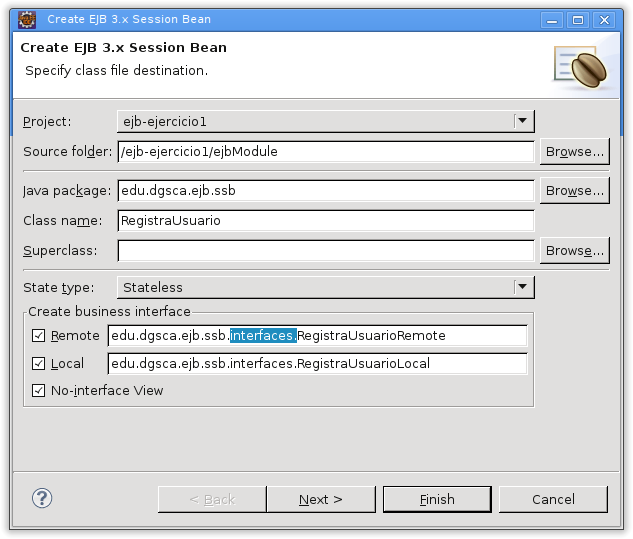 Create EJB 3.x Session Bean
Create EJB 3.x Session Bean
Specify class file destination.
Project: ejb-ejercicio1
Source folder: /ejb-ejercicio1/ejbModule Browse...
Java package: edu.dgsca.ejb.ssb Browse...
Class name: RegistraUsuario
Superclass: Browse...
State type: Stateless
Create business interface
Remote edu.dgsca.ejb.ssb.interfaces.RegistraUsuarioRemote
Local edu.dgsca.ejb.ssb.interfaces.RegistraUsuarioLocal
No-interface View
? < Back Next > Finish Cancel